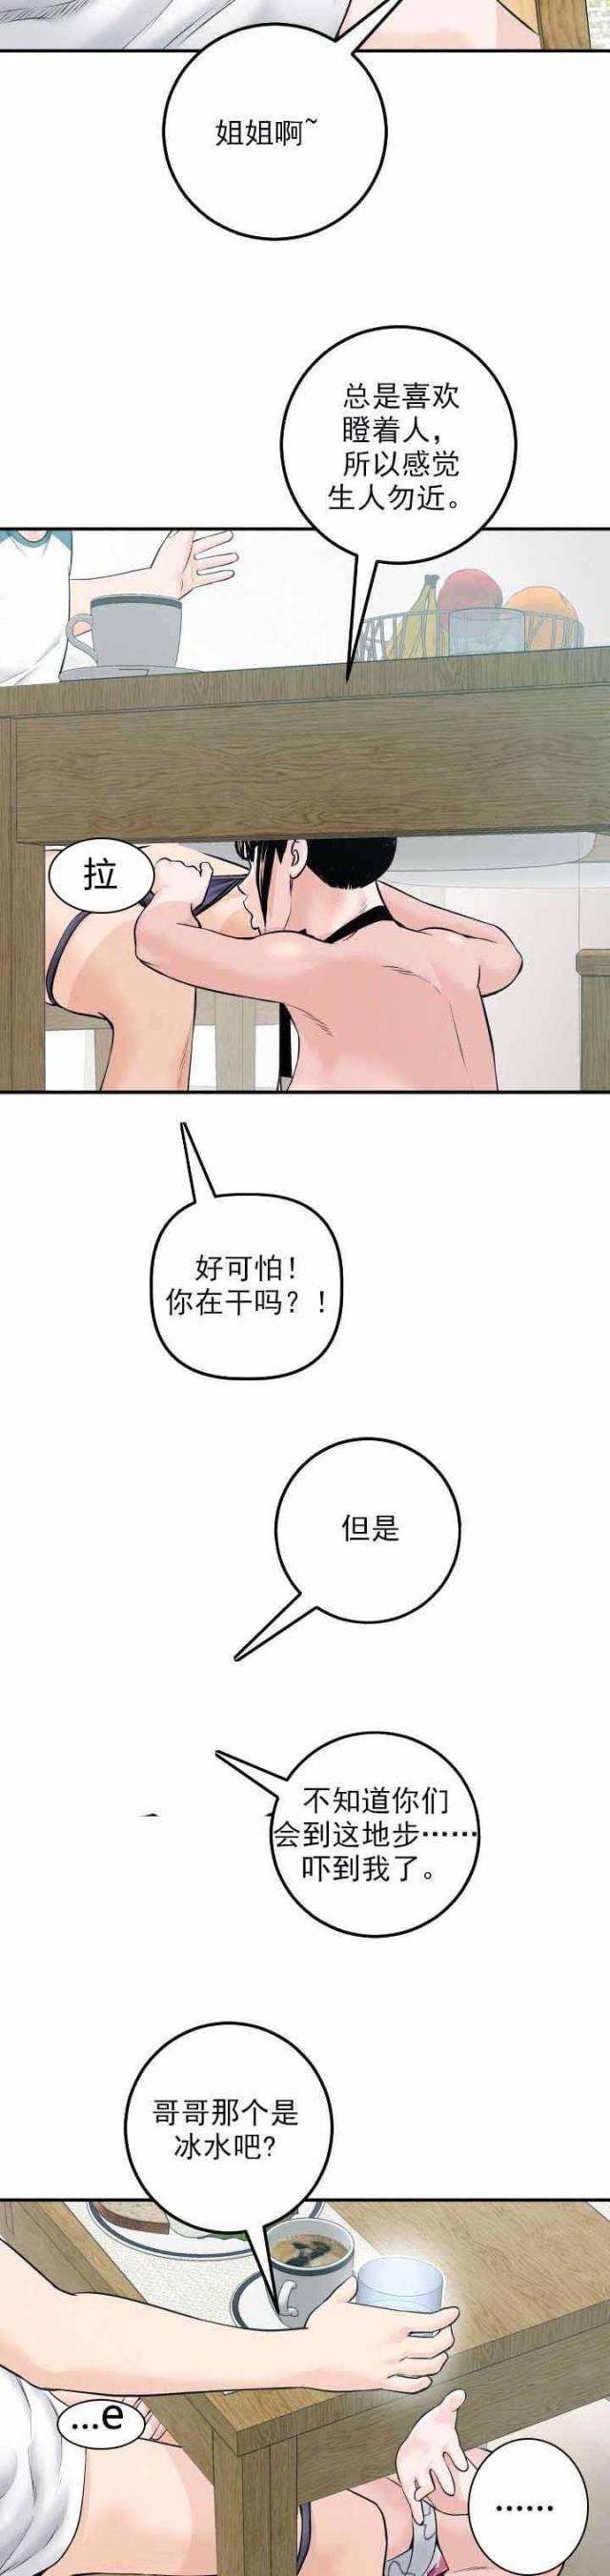 姐姐啊~
总是喜欢
瞪着人，
所以感觉
生人勿近。
拉
好可怕！
你在干吗？！
但是
不知道你们
会到这地步……
吓到我了。
哥哥那个是
冰水吧?
...e
……